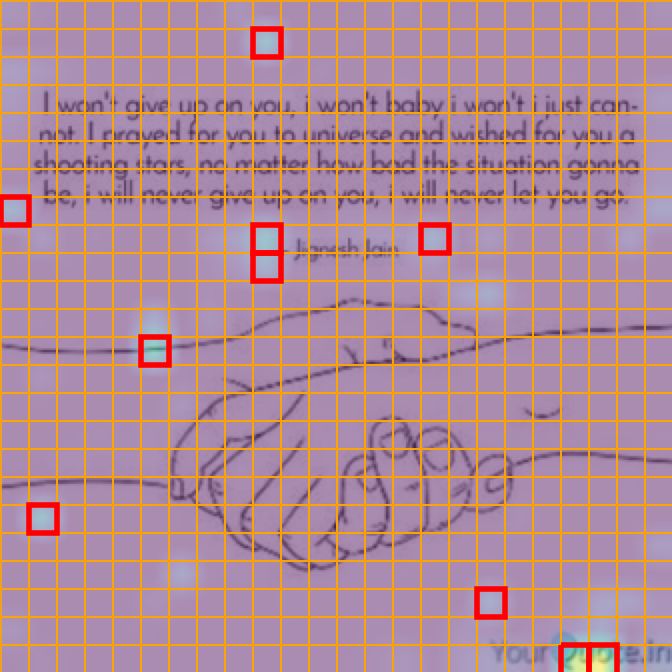 I won't give up on you, i won't baby i won't i just can-
not. I prayed for you to universe and wished for you a
shooting stars, no matter how bad the situation gonna
be, i will never give up on you, i will never let you go.
- Jignesh Jain
YourQuote.in